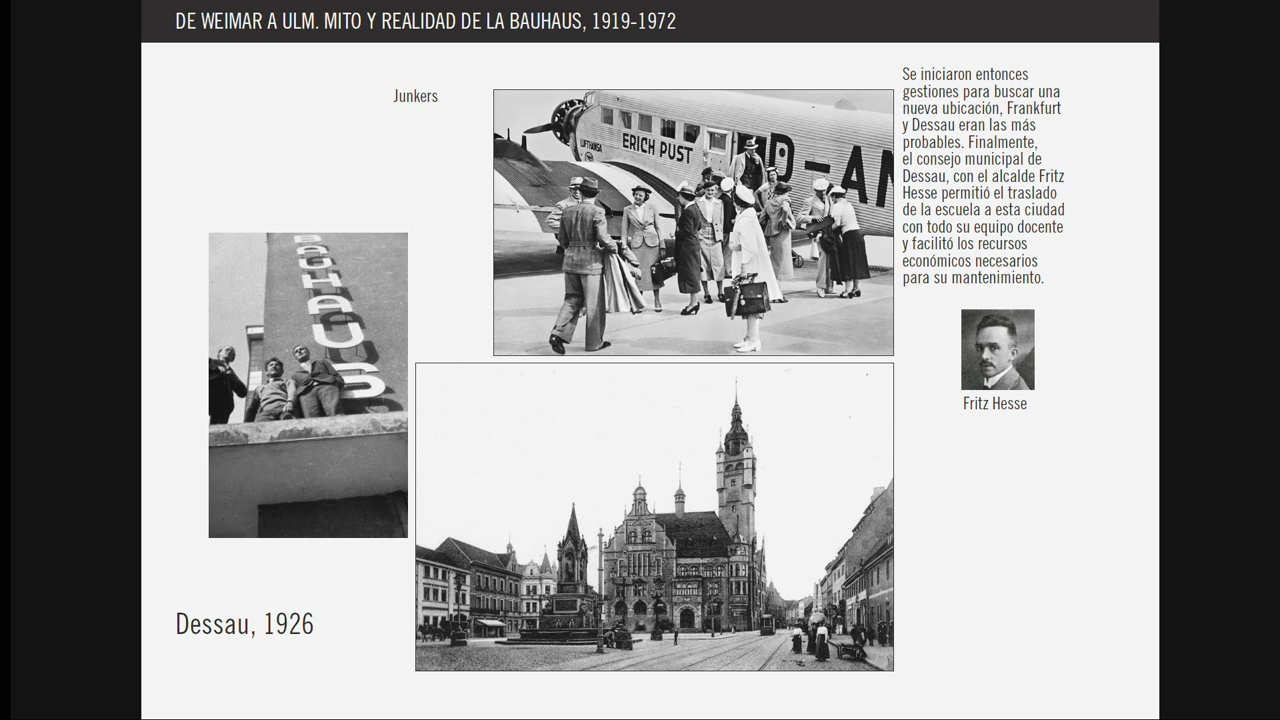 DE WEIMAR A ULM. MITO Y REALIDAD DE LA BAUHAUS, 1919-1972
Junkers
LUFTHANSA
ERICH PUST
D-AN
Se iniciaron entonces
gestiones para buscar una
nueva ubicación, Frankfurt
y Dessau eran las más
probables. Finalmente,
el consejo municipal de
Dessau, con el alcalde Fritz
Hesse permitió el traslado
de la escuela a esta ciudad
con todo su equipo docente
y facilitó los recursos
económicos necesarios
para su mantenimiento.
BAUHAUS
Fritz Hesse
Dessau, 1926